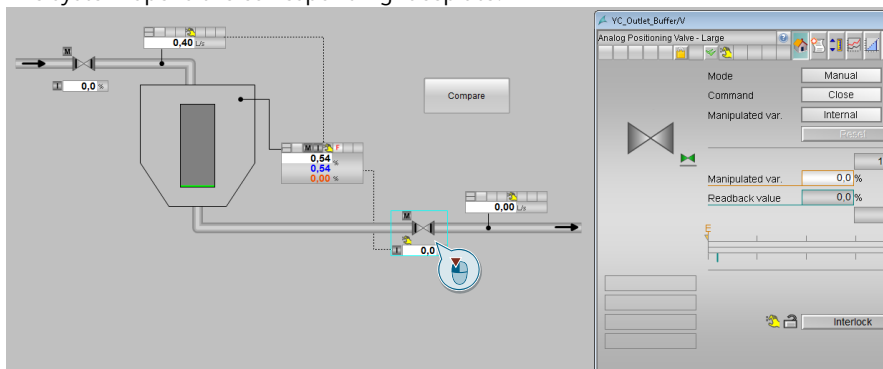 YC_Outlet_Buffer/V
Analog Positioning Valve - Large
0,40 L/s
M
I 0,0 %
Compare
Mode Manual
Command Close
Manipulated var. Internal
Reset
M I F
0,54 %
0,54
0,00 %
1
Manipulated var. 0,0 %
Readback value 0,0 %
0,00 L/s
M
I 0,0
E
Interlock